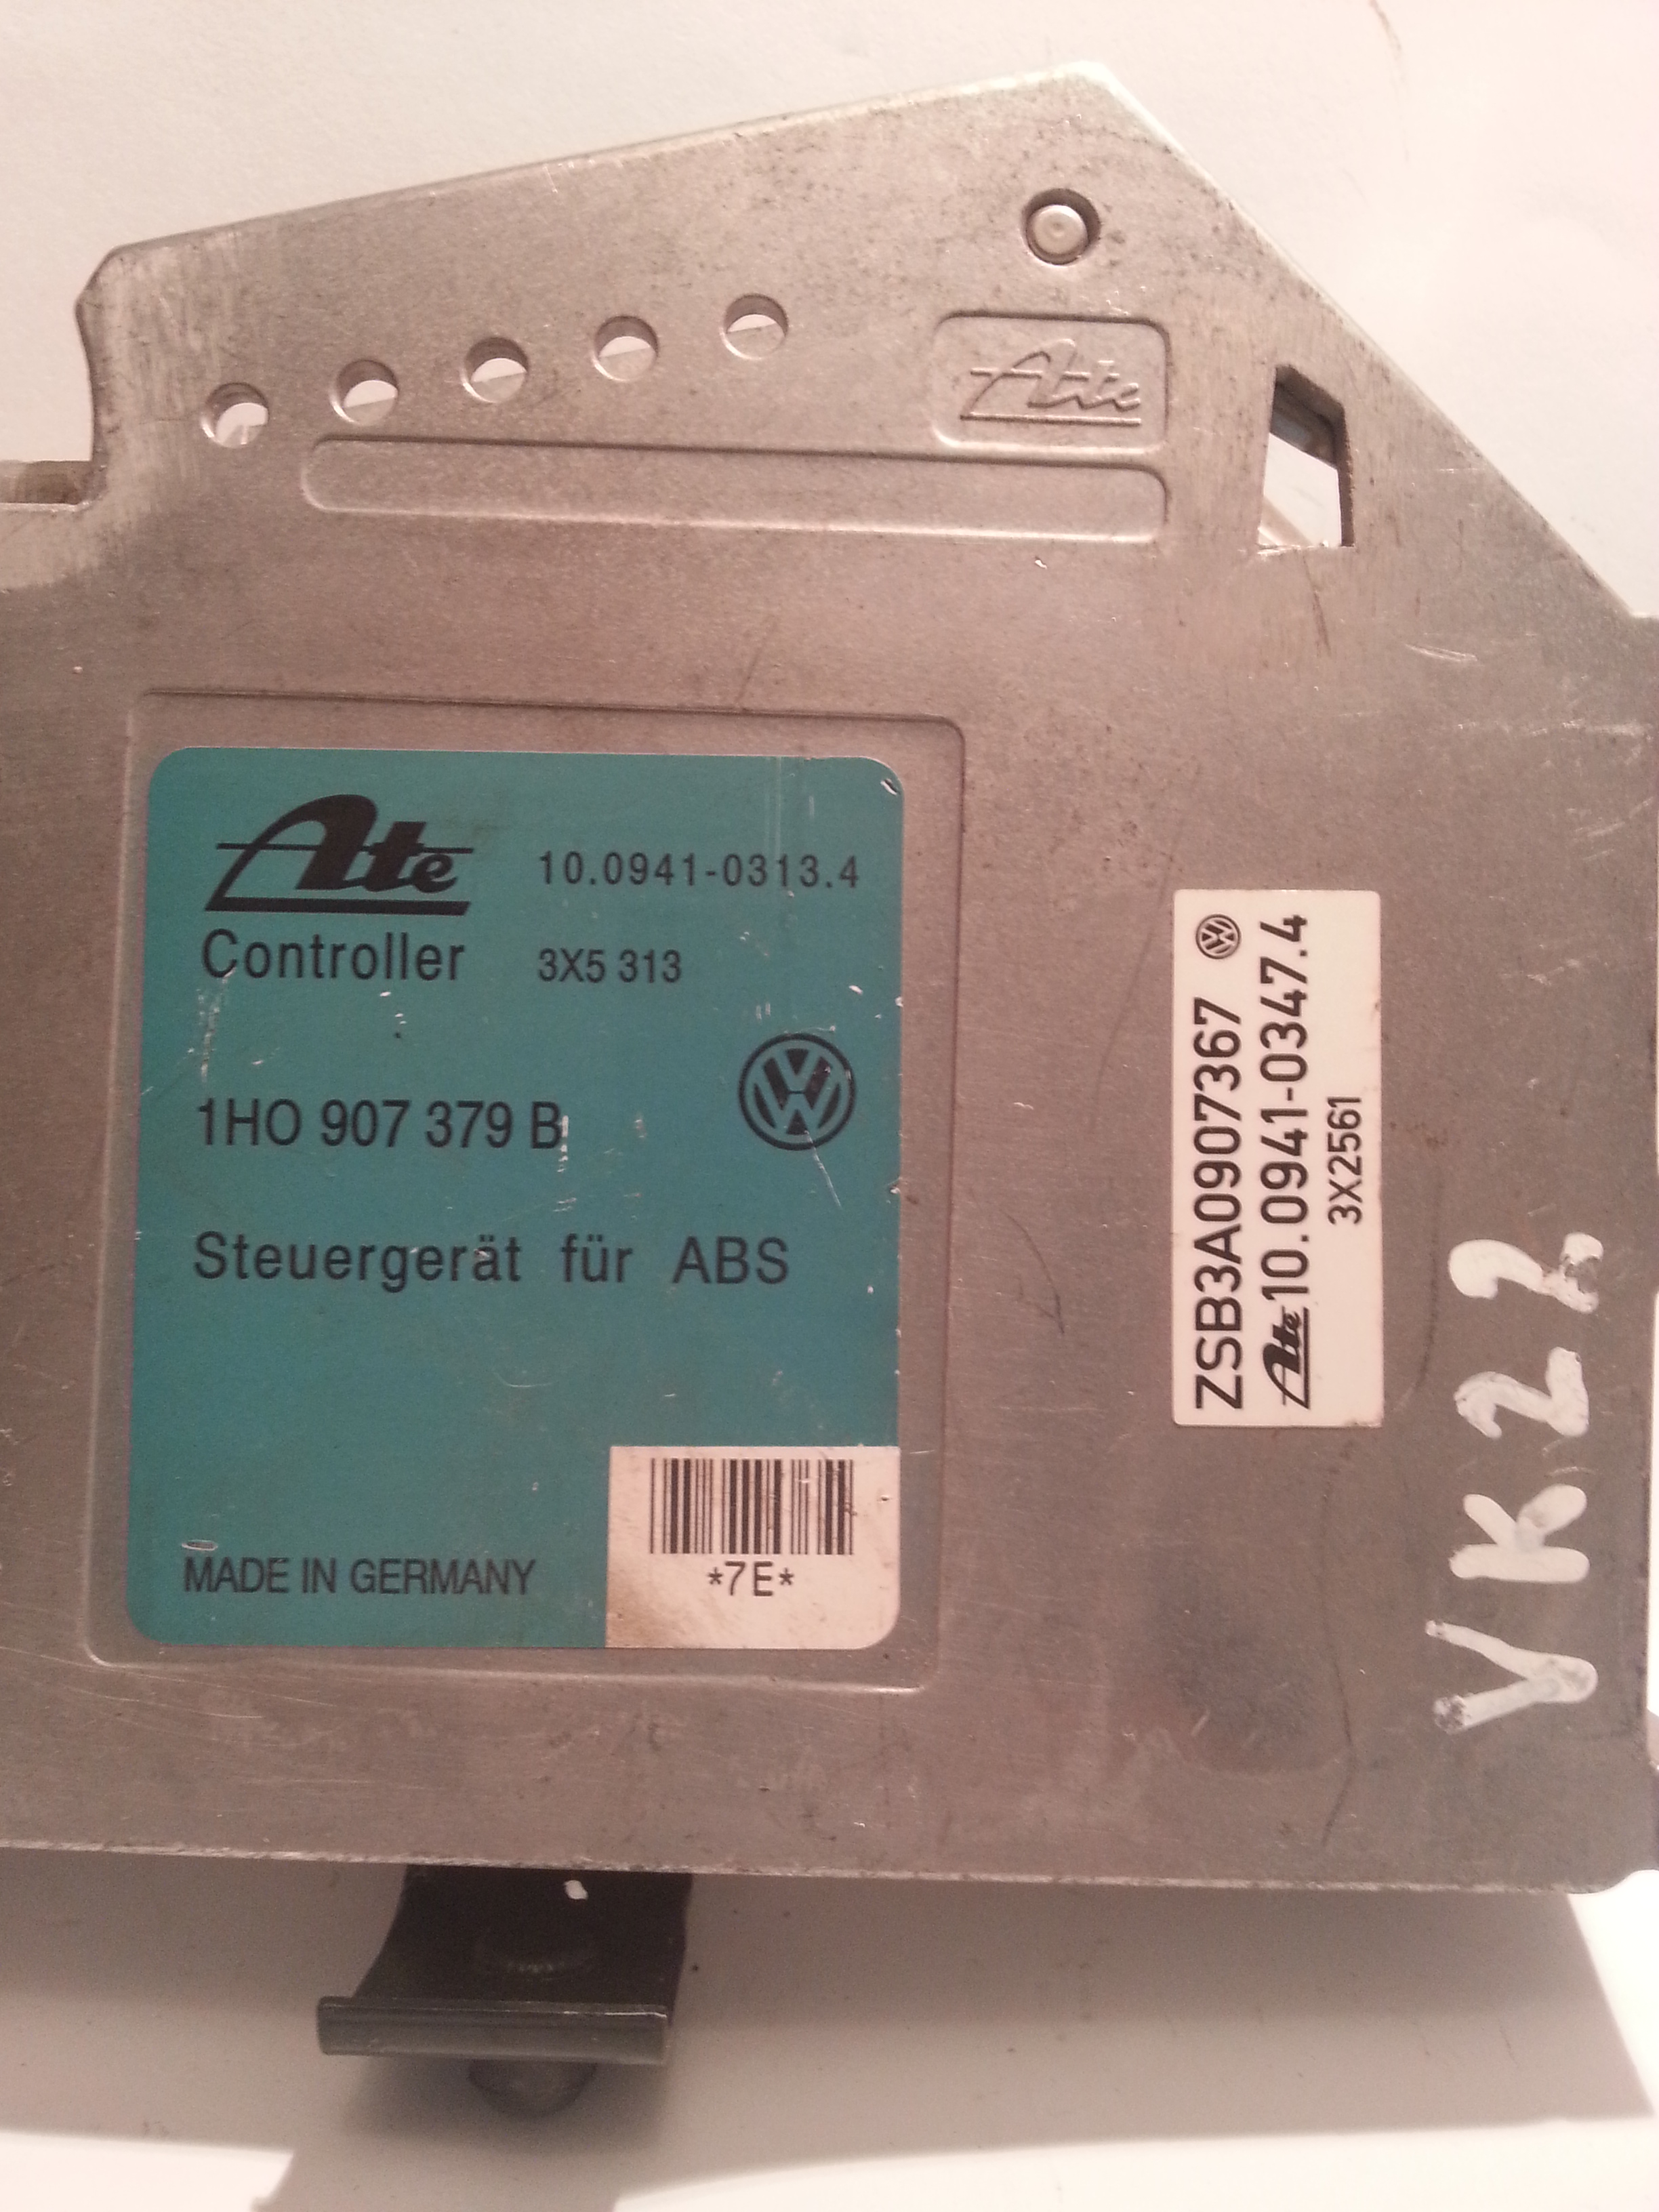 Ate
Ate 10.0941-0313.4
Controller 3X5 313
1HO 907 379 B
Steuergerät für ABS
MADE IN GERMANY
*7E*
ZSB3A0907367
Ate 10.0941-0347.4
3X2561
VK22